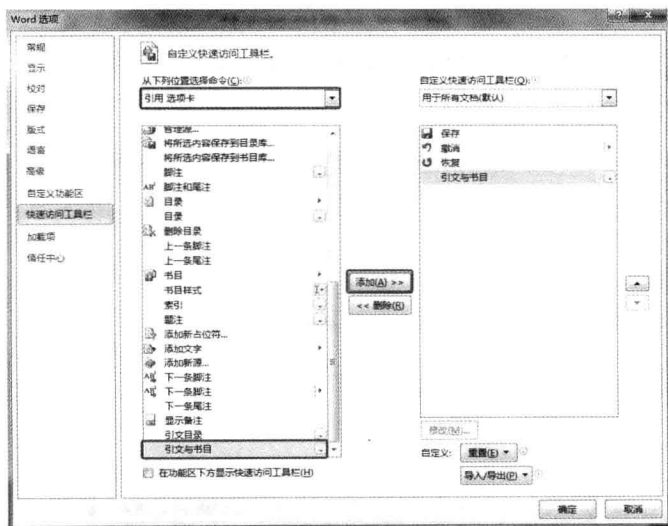 Word 选项
常规
显示
校对
保存
版式
语言
高级
自定义功能区
快速访问工具栏
加载项
信任中心
自定义快速访问工具栏。
从下列位置选择命令(C):
引用 选项卡
管理源...
将所选内容保存到目录库...
将所选内容保存到书目库...
脚注
脚注和尾注
目录
目录
删除目录
上一条脚注
上一条尾注
书目
书目样式
索引
题注
添加新占位符...
添加文字
添加新源...
下一条脚注
下一条脚注
下一条尾注
显示备注
引文目录
引文与书目
在功能区下方显示快速访问工具栏(H)
添加(A) >>
<< 删除(R)
自定义快速访问工具栏(Q):
用于所有文档(默认)
保存
撤消
恢复
引文与书目
修改(M)...
自定义:
重置(E)
导入/导出(P)
确定
取消